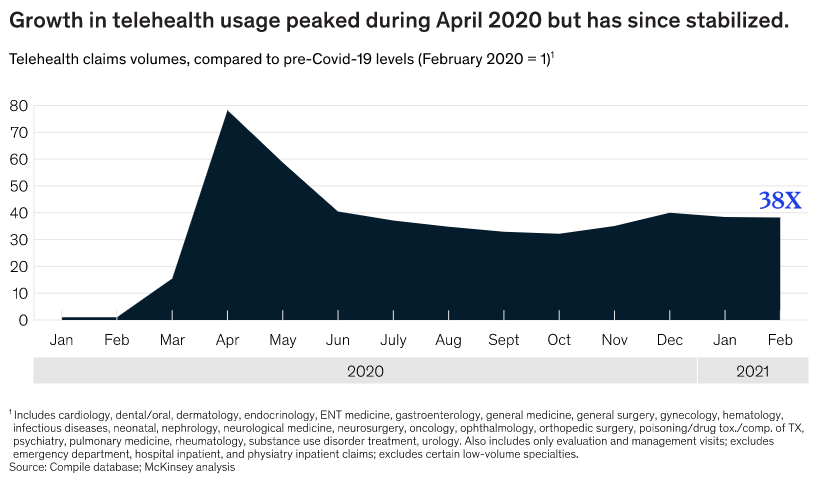 Growth in telehealth usage peaked during April 2020 but has since stabilized.
Telehealth claims volumes, compared to pre-Covid-19 levels (February 2020 = 1)¹
80
70
60
50
40
30
20
10
0
38X
Jan Feb Mar Apr May Jun July Aug Sept Oct Nov Dec Jan Feb
2020 2021
¹ Includes cardiology, dental/oral, dermatology, endocrinology, ENT medicine, gastroenterology, general medicine, general surgery, gynecology, hematology,
infectious diseases, neonatal, nephrology, neurological medicine, neurosurgery, oncology, ophthalmology, orthopedic surgery, poisoning/drug tox./comp. of TX,
psychiatry, pulmonary medicine, rheumatology, substance use disorder treatment, urology. Also includes only evaluation and management visits; excludes
emergency department, hospital inpatient, and physiatry inpatient claims; excludes certain low-volume specialties.
Source: Compile database; McKinsey analysis